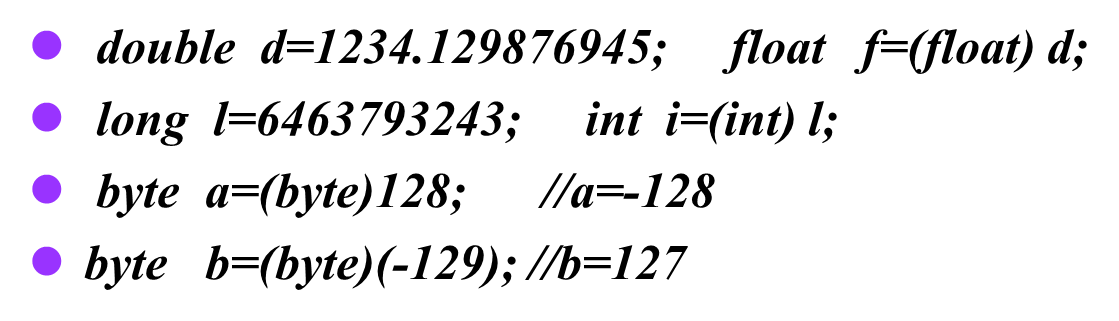 ● double d=1234.129876945; float f=(float) d;
● long l=6463793243; int i=(int) l;
● byte a=(byte)128; //a=-128
● byte b=(byte)(-129); //b=127